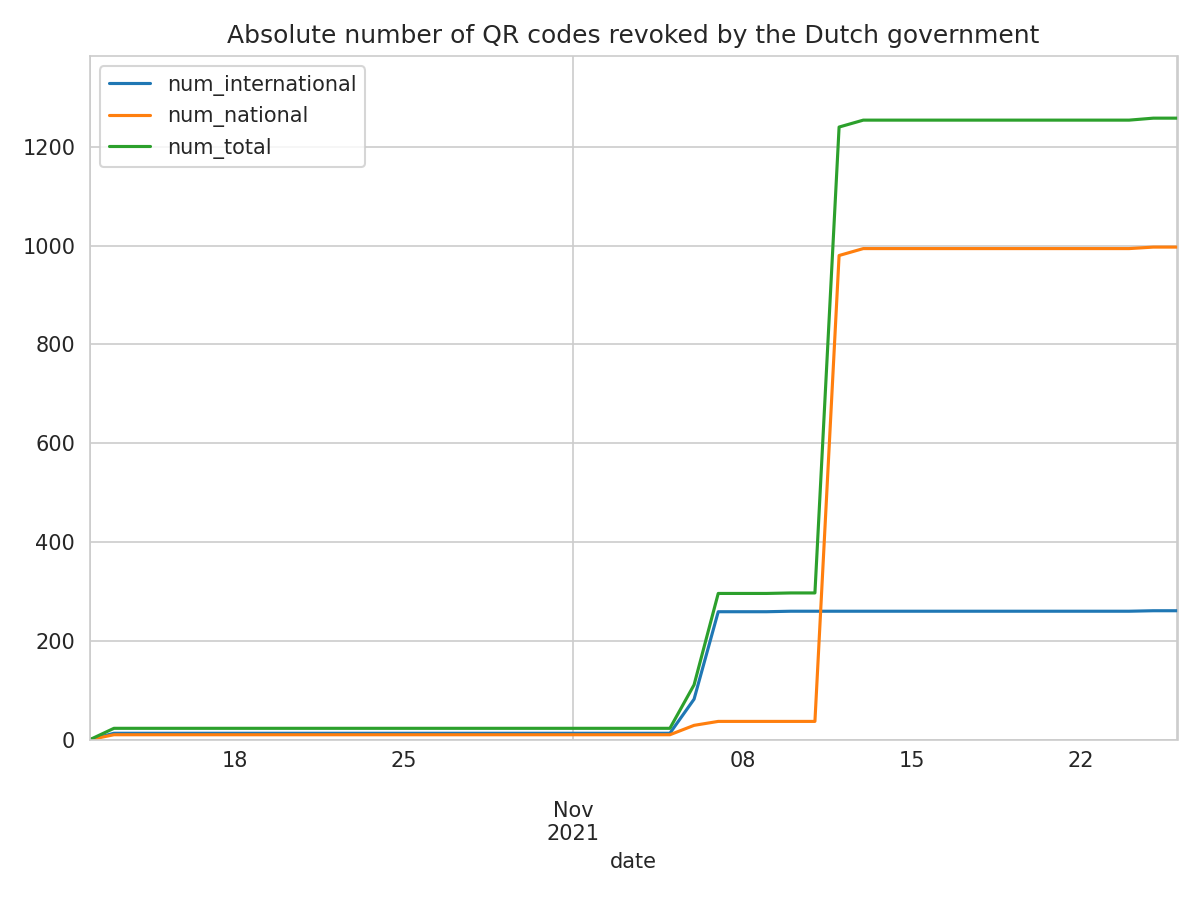 Absolute number of QR codes revoked by the Dutch government
num_international
num_national
num_total
1200
1000
800
600
400
200
0
18 25 08 15 22
Nov
2021
date